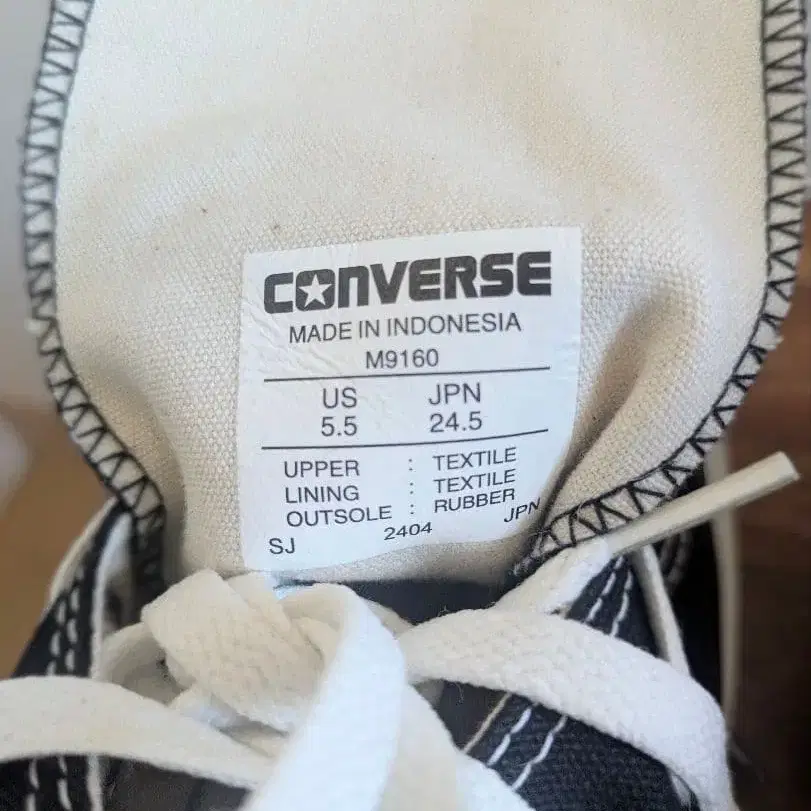 CONVERSE
MADE IN INDONESIA
M9160
US JPN
5.5 24.5
UPPER : TEXTILE
LINING : TEXTILE
OUTSOLE : RUBBER
SJ 2404 JPN